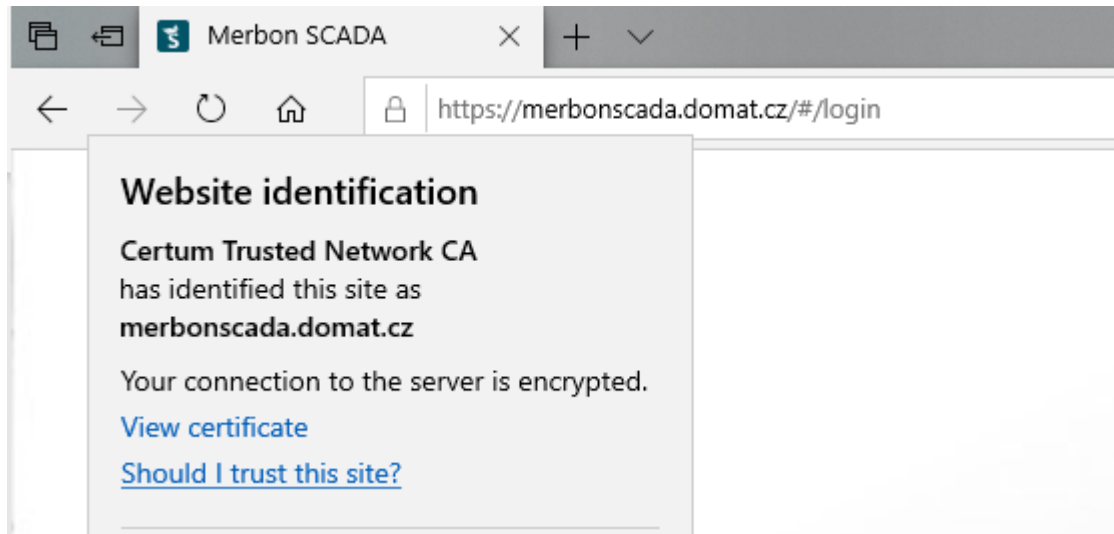 Merbon SCADA
https://merbonscada.domat.cz/#/login
Website identification
Certum Trusted Network CA
has identified this site as
merbonscada.domat.cz
Your connection to the server is encrypted.
View certificate
Should I trust this site?